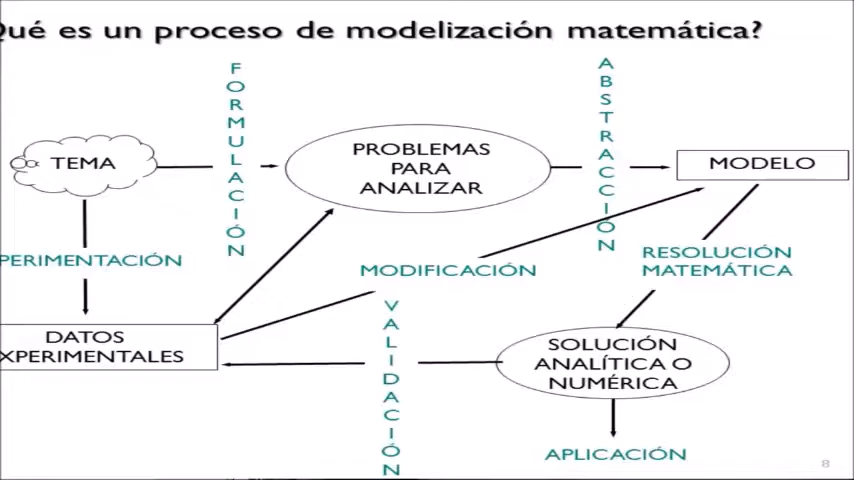 Qué es un proceso de modelización matemática?
FORMULACIÓN
ABSTRACCIÓN
TEMA
PROBLEMAS
PARA
ANALIZAR
MODELO
PERIMENTACIÓN
MODIFICACIÓN
RESOLUCIÓN
MATEMÁTICA
VALIDACIÓN
DATOS
XPERIMENTALES
SOLUCIÓN
ANALÍTICA O
NUMÉRICA
APLICACIÓN
8